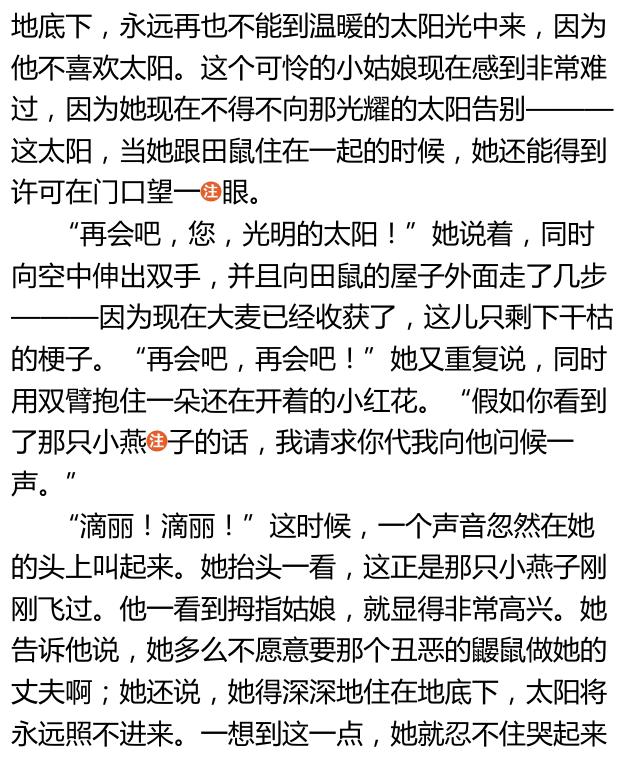 地底下，永远再也不能到温暖的太阳光中来，因为
他不喜欢太阳。这个可怜的小姑娘现在感到非常难
过，因为她现在不得不向那光耀的太阳告别———
这太阳，当她跟田鼠住在一起的时候，她还能得到
许可在门口望一注眼。
“再会吧，您，光明的太阳！”她说着，同时
向空中伸出双手，并且向田鼠的屋子外面走了几步
———因为现在大麦已经收获了，这儿只剩下干枯
的梗子。“再会吧，再会吧！”她又重复说，同时
用双臂抱住一朵还在开着的小红花。“假如你看到
了那只小燕注子的话，我请求你代我向他问候一
声。”
“滴丽！滴丽！”这时候，一个声音忽然在她
的头上叫起来。她抬头一看，这正是那只小燕子刚
刚飞过。他一看到拇指姑娘，就显得非常高兴。她
告诉他说，她多么不愿意要那个丑恶的鼹鼠做她的
丈夫啊；她还说，她得深深地住在地底下，太阳将
永远照不进来。一想到这一点，她就忍不住哭起来